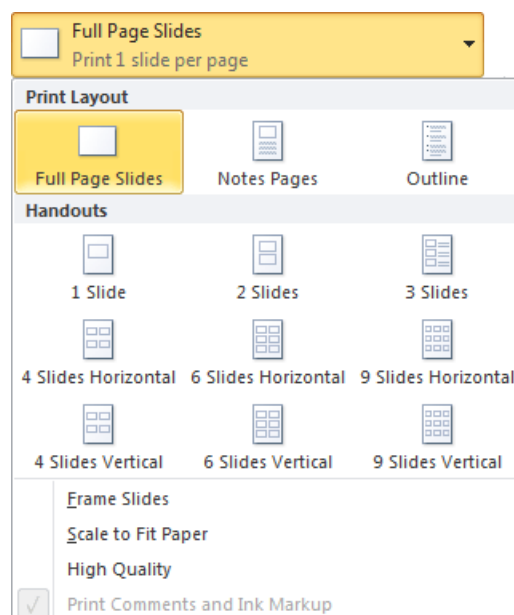 Full Page Slides
Print 1 slide per page
Print Layout
Full Page Slides Notes Pages Outline
Handouts
1 Slide 2 Slides 3 Slides
4 Slides Horizontal 6 Slides Horizontal 9 Slides Horizontal
4 Slides Vertical 6 Slides Vertical 9 Slides Vertical
Frame Slides
Scale to Fit Paper
High Quality
Print Comments and Ink Markup